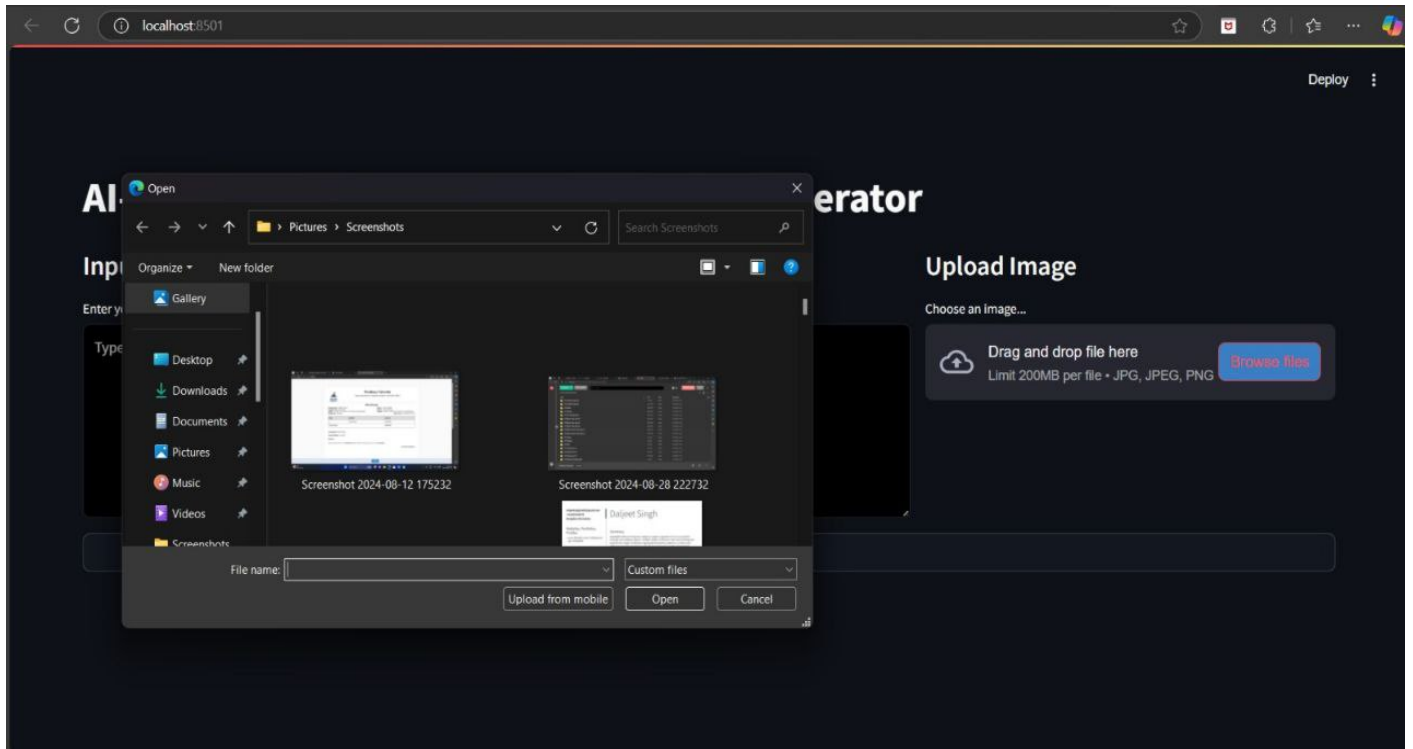 localhost:8501
Deploy
AI-
erator
Open
Pictures > Screenshots
Search Screenshots
Organize
New folder
Gallery
Desktop
Downloads
Documents
Pictures
Music
Videos
Screenshots
Screenshot 2024-08-12 175232
Screenshot 2024-08-28 222732
Daljeet Singh
File name:
Custom files
Upload from mobile
Open
Cancel
Inp
Enter y
Type
Upload Image
Choose an image...
Drag and drop file here
Limit 200MB per file • JPG, JPEG, PNG
Browse files